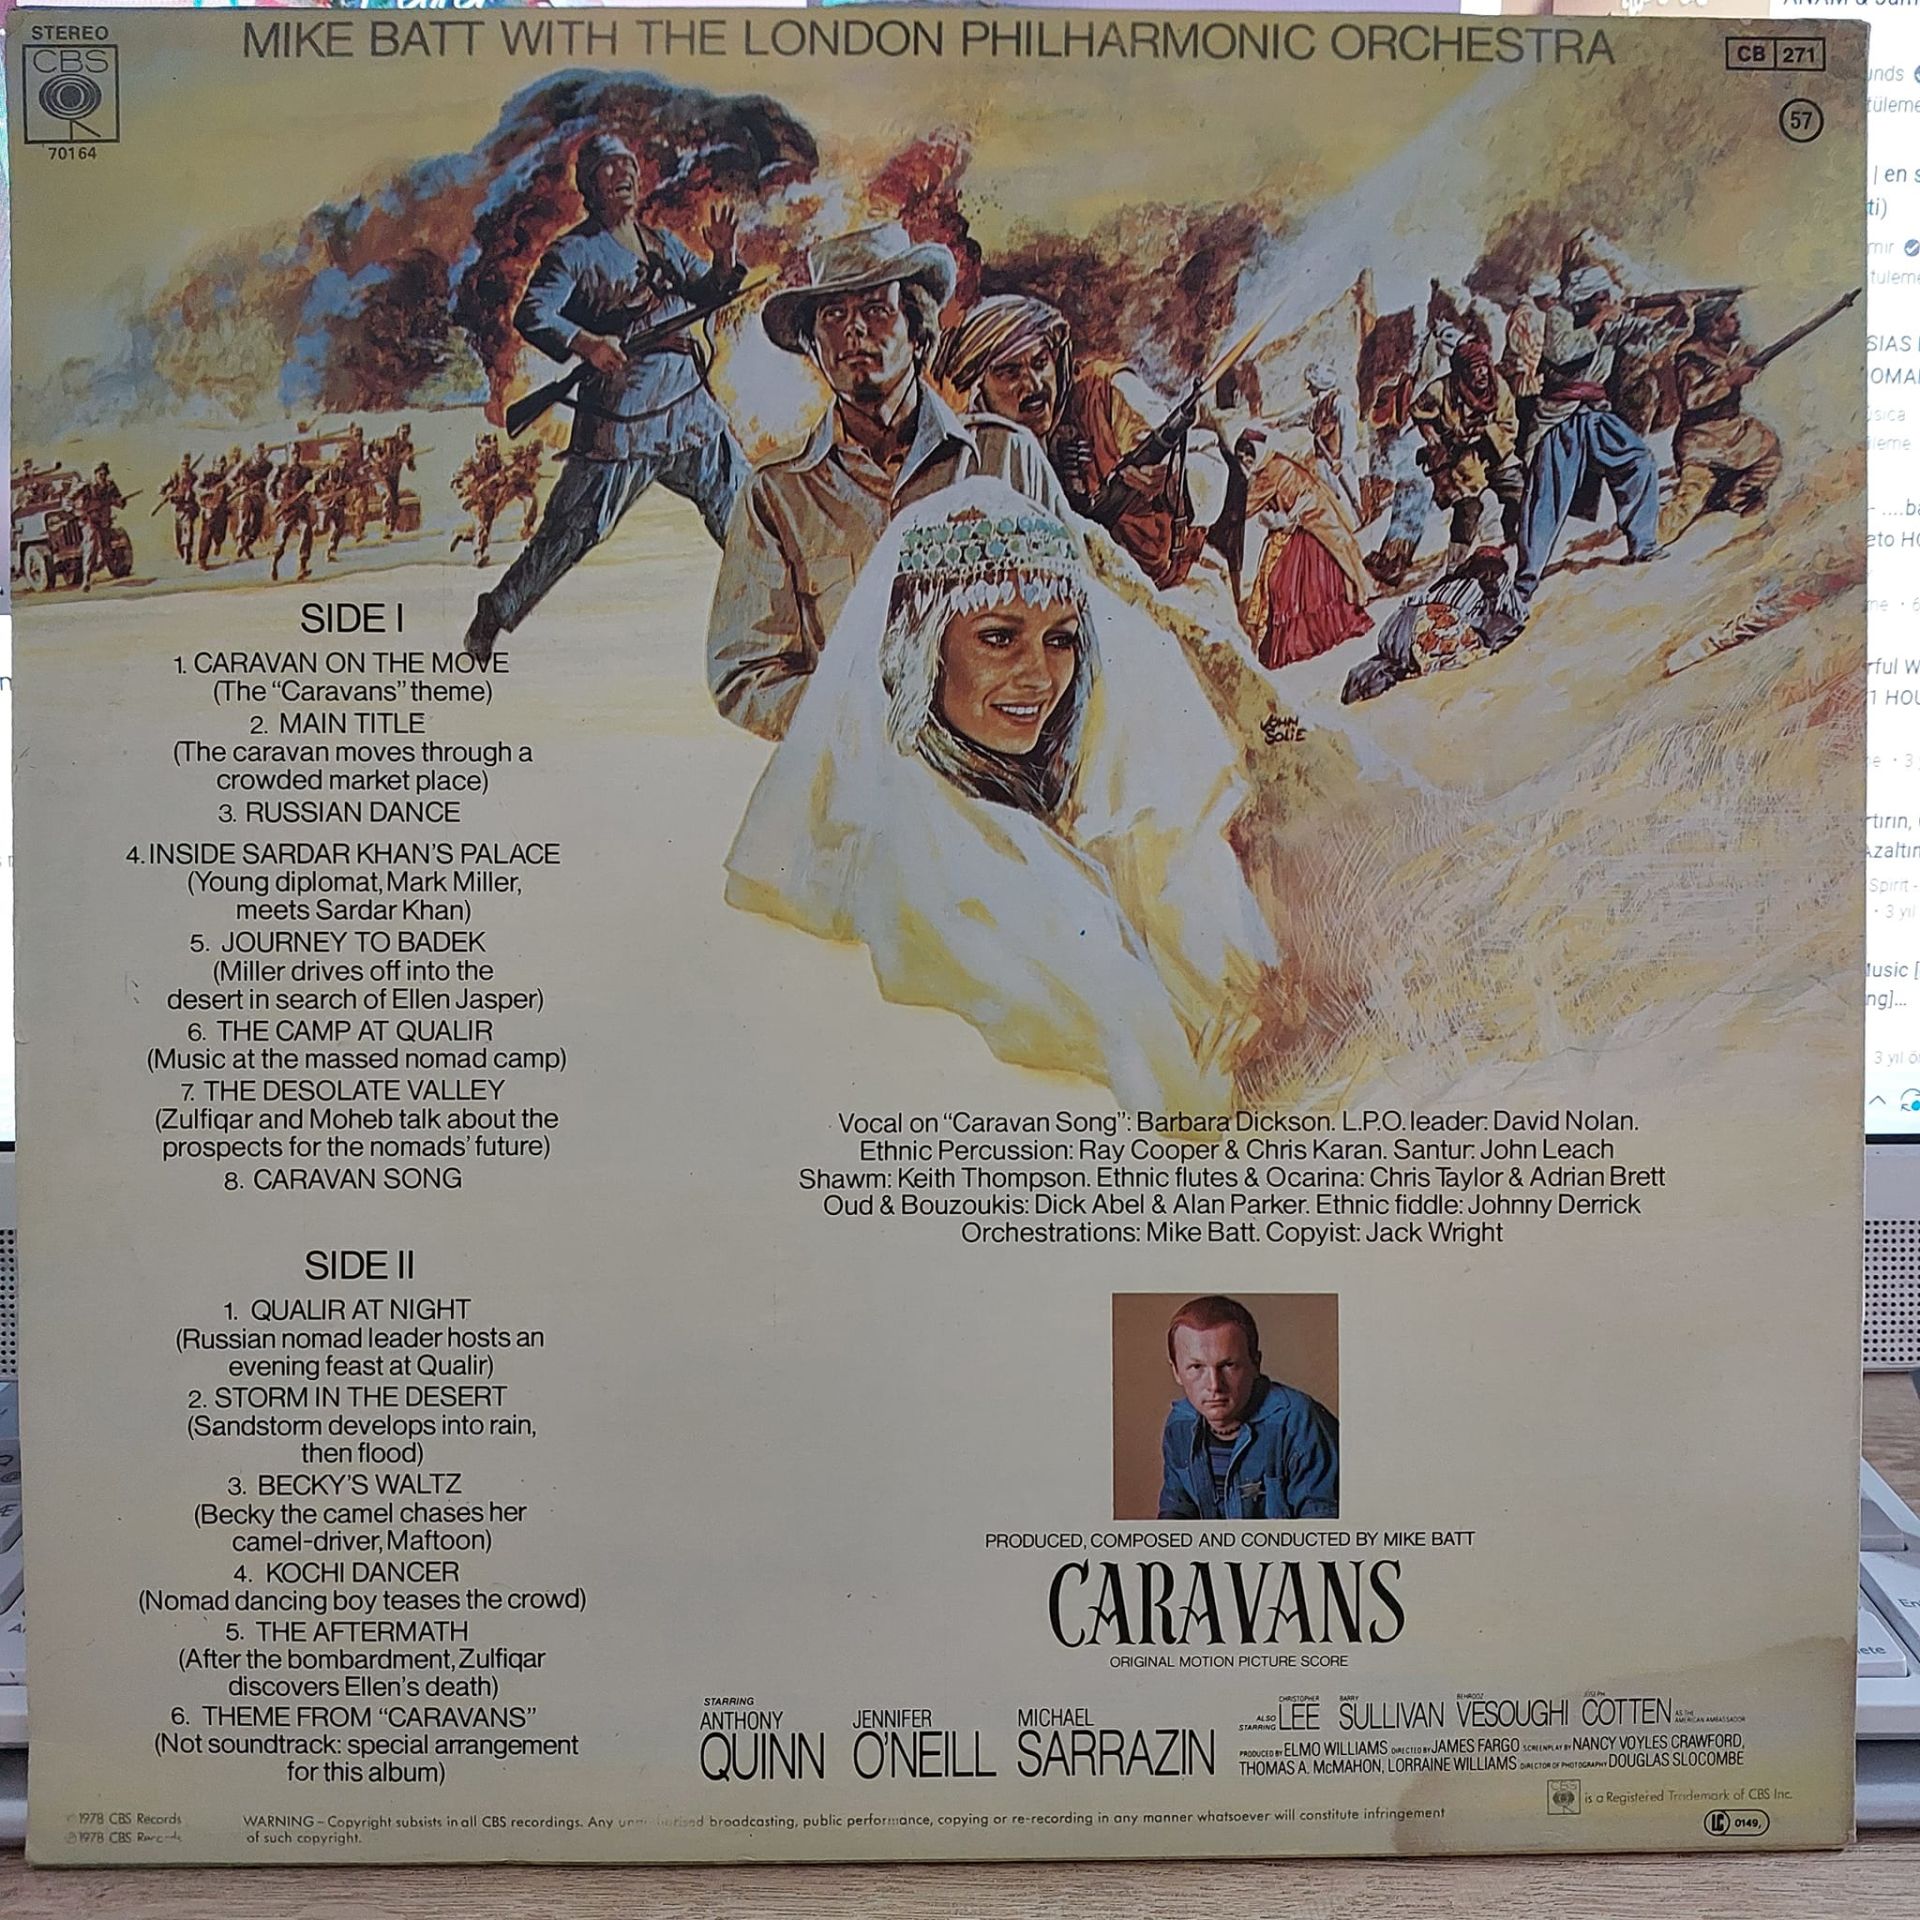 STEREO
CBS
70164
MIKE BATT WITH THE LONDON PHILHARMONIC ORCHESTRA
CB 271
57
JOHN
SOLIE
SIDE I
1. CARAVAN ON THE MOVE
(The “Caravans” theme)
2. MAIN TITLE
(The caravan moves through a
crowded market place)
3. RUSSIAN DANCE
4. INSIDE SARDAR KHAN'S PALACE
(Young diplomat, Mark Miller,
meets Sardar Khan)
5. JOURNEY TO BADEK
(Miller drives off into the
desert in search of Ellen Jasper)
6. THE CAMP AT QUALIR
(Music at the massed nomad camp)
7. THE DESOLATE VALLEY
(Zulfiqar and Moheb talk about the
prospects for the nomads' future)
8. CARAVAN SONG
SIDE II
1. QUALIR AT NIGHT
(Russian nomad leader hosts an
evening feast at Qualir)
2. STORM IN THE DESERT
(Sandstorm develops into rain,
then flood)
3. BECKY'S WALTZ
(Becky the camel chases her
camel-driver, Maftoon)
4. KOCHI DANCER
(Nomad dancing boy teases the crowd)
5. THE AFTERMATH
(After the bombardment, Zulfiqar
discovers Ellen's death)
6. THEME FROM “CARAVANS”
(Not soundtrack: special arrangement
for this album)
Vocal on “Caravan Song”: Barbara Dickson. L.P.O. leader: David Nolan.
Ethnic Percussion: Ray Cooper & Chris Karan. Santur: John Leach
Shawm: Keith Thompson. Ethnic flutes & Ocarina: Chris Taylor & Adrian Brett
Oud & Bouzoukis: Dick Abel & Alan Parker. Ethnic fiddle: Johnny Derrick
Orchestrations: Mike Batt. Copyist: Jack Wright
PRODUCED, COMPOSED AND CONDUCTED BY MIKE BATT
CARAVANS
ORIGINAL MOTION PICTURE SCORE
STARRING
ANTHONY QUINN JENNIFER O'NEILL MICHAEL SARRAZIN
ALSO STARRING CHRISTOPHER LEE BARRY SULLIVAN BEHROOZ VESOUGHI JOSEPH COTTEN AS THE AMERICAN AMBASSADOR
PRODUCED BY ELMO WILLIAMS DIRECTED BY JAMES FARGO SCREENPLAY BY NANCY VOYLES CRAWFORD,
THOMAS A. McMAHON, LORRAINE WILLIAMS DIRECTOR OF PHOTOGRAPHY DOUGLAS SLOCOMBE
CBS is a Registered Trademark of CBS Inc.
LC 0149,
©1978 CBS Records
℗1978 CBS Records
WARNING – Copyright subsists in all CBS recordings. Any unauthorised broadcasting, public performance, copying or re-recording in any manner whatsoever will constitute infringement
of such copyright.